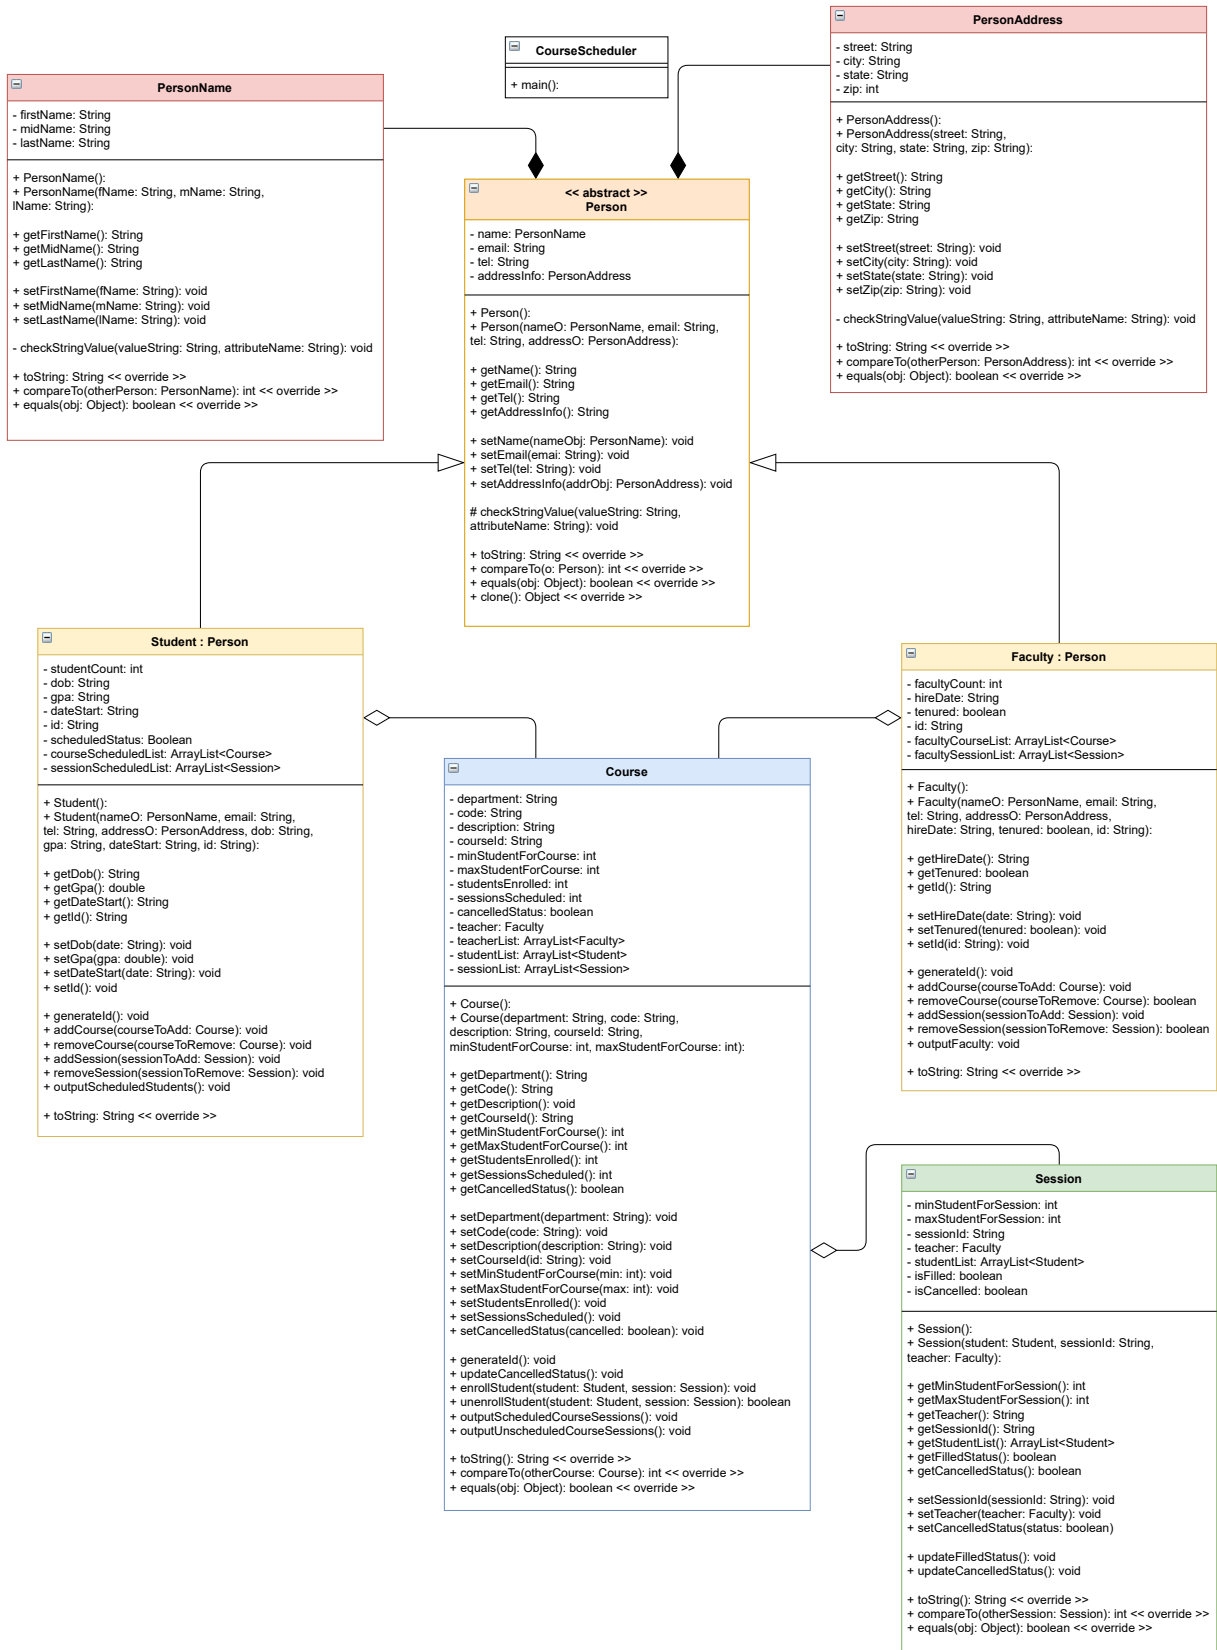 PersonAddress
- street: String
- city: String
- state: String
- zip: int
+ PersonAddress():
+ PersonAddress(street: String,
city: String, state: String, zip: String):
+ getStreet(): String
+ getCity(): String
+ getState: String
+ getZip: String
+ setStreet(street: String): void
+ setCity(city: String): void
+ setState(state: String): void
+ setZip(zip: String): void
- checkStringValue(valueString: String, attributeName: String): void
+ toString: String << override >>
+ compareTo(otherPerson: PersonAddress): int << override >>
+ equals(obj: Object): boolean << override >>
CourseScheduler
+ main():
PersonName
- firstName: String
- midName: String
- lastName: String
+ PersonName():
+ PersonName(fName: String, mName: String,
lName: String):
+ getFirstName(): String
+ getMidName(): String
+ getLastName(): String
+ setFirstName(fName: String): void
+ setMidName(mName: String): void
+ setLastName(lName: String): void
- checkStringValue(valueString: String, attributeName: String): void
+ toString: String << override >>
+ compareTo(otherPerson: PersonName): int << override >>
+ equals(obj: Object): boolean << override >>
<< abstract >>
Person
- name: PersonName
- email: String
- tel: String
- addressInfo: PersonAddress
+ Person():
+ Person(nameO: PersonName, email: String,
tel: String, addressO: PersonAddress):
+ getName(): String
+ getEmail(): String
+ getTel(): String
+ getAddressInfo(): String
+ setName(nameObj: PersonName): void
+ setEmail(emai: String): void
+ setTel(tel: String): void
+ setAddressInfo(addrObj: PersonAddress): void
# checkStringValue(valueString: String,
attributeName: String): void
+ toString: String << override >>
+ compareTo(o: Person): int << override >>
+ equals(obj: Object): boolean << override >>
+ clone(): Object << override >>
Student : Person
- studentCount: int
- dob: String
- gpa: String
- dateStart: String
- id: String
- scheduledStatus: Boolean
- courseScheduledList: ArrayList<Course>
- sessionScheduledList: ArrayList<Session>
+ Student():
+ Student(nameO: PersonName, email: String,
tel: String, addressO: PersonAddress, dob: String,
gpa: String, dateStart: String, id: String):
+ getDob(): String
+ getGpa(): double
+ getDateStart(): String
+ getId(): String
+ setDob(date: String): void
+ setGpa(gpa: double): void
+ setDateStart(date: String): void
+ setId(): void
+ generateId(): void
+ addCourse(courseToAdd: Course): void
+ removeCourse(courseToRemove: Course): void
+ addSession(sessionToAdd: Session): void
+ removeSession(sessionToRemove: Session): void
+ outputScheduledStudents(): void
+ toString: String << override >>
Faculty : Person
- facultyCount: int
- hireDate: String
- tenured: boolean
- id: String
- facultyCourseList: ArrayList<Course>
- facultySessionList: ArrayList<Session>
+ Faculty():
+ Faculty(nameO: PersonName, email: String,
tel: String, addressO: PersonAddress,
hireDate: String, tenured: boolean, id: String):
+ getHireDate(): String
+ getTenured: boolean
+ getId(): String
+ setHireDate(date: String): void
+ setTenured(tenured: boolean): void
+ setId(id: String): void
+ generateId(): void
+ addCourse(courseToAdd: Course): void
+ removeCourse(courseToRemove: Course): boolean
+ addSession(sessionToAdd: Session): void
+ removeSession(sessionToRemove: Session): boolean
+ outputFaculty: void
+ toString: String << override >>
Course
- department: String
- code: String
- description: String
- courseId: String
- minStudentForCourse: int
- maxStudentForCourse: int
- studentsEnrolled: int
- sessionsScheduled: int
- cancelledStatus: boolean
- teacher: Faculty
- teacherList: ArrayList<Faculty>
- studentList: ArrayList<Student>
- sessionList: ArrayList<Session>
+ Course():
+ Course(department: String, code: String,
description: String, courseId: String,
minStudentForCourse: int, maxStudentForCourse: int):
+ getDepartment(): String
+ getCode(): String
+ getDescription(): void
+ getCourseId(): String
+ getMinStudentForCourse(): int
+ getMaxStudentForCourse(): int
+ getStudentsEnrolled(): int
+ getSessionsScheduled(): int
+ getCancelledStatus(): boolean
+ setDepartment(department: String): void
+ setCode(code: String): void
+ setDescription(description: String): void
+ setCourseId(id: String): void
+ setMinStudentForCourse(min: int): void
+ setMaxStudentForCourse(max: int): void
+ setStudentsEnrolled(): void
+ setSessionsScheduled(): void
+ setCancelledStatus(cancelled: boolean): void
+ generateId(): void
+ updateCancelledStatus(): void
+ enrollStudent(student: Student, session: Session): void
+ unenrollStudent(student: Student, session: Session): boolean
+ outputScheduledCourseSessions(): void
+ outputUnscheduledCourseSessions(): void
+ toString(): String << override >>
+ compareTo(otherCourse: Course): int << override >>
+ equals(obj: Object): boolean << override >>
Session
- minStudentForSession: int
- maxStudentForSession: int
- sessionId: String
- teacher: Faculty
- studentList: ArrayList<Student>
- isFilled: boolean
- isCancelled: boolean
+ Session():
+ Session(student: Student, sessionId: String,
teacher: Faculty):
+ getMinStudentForSession(): int
+ getMaxStudentForSession(): int
+ getTeacher(): String
+ getSessionId(): String
+ getStudentList(): ArrayList<Student>
+ getFilledStatus(): boolean
+ getCancelledStatus(): boolean
+ setSessionId(sessionId: String): void
+ setTeacher(teacher: Faculty): void
+ setCancelledStatus(status: boolean)
+ updateFilledStatus(): void
+ updateCancelledStatus(): void
+ toString(): String << override >>
+ compareTo(otherSession: Session): int << override >>
+ equals(obj: Object): boolean << override >>